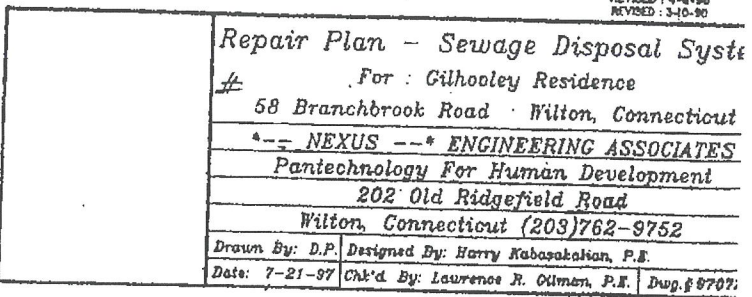 REVISED : 3-10-90
Repair Plan - Sewage Disposal Syste
# For : Gilhooley Residence
58 Branchbrook Road Wilton, Connecticut
*-- NEXUS --* ENGINEERING ASSOCIATES
Pantechnology For Human Development
202 Old Ridgefield Road
Wilton, Connecticut (203)762-9752
Drawn By: D.P. Designed By: Harry Kabasakalian, P.E.
Date: 7-21-97 Chk'd By: Lawrence R. Gilman, P.E. Dwg.# 9707